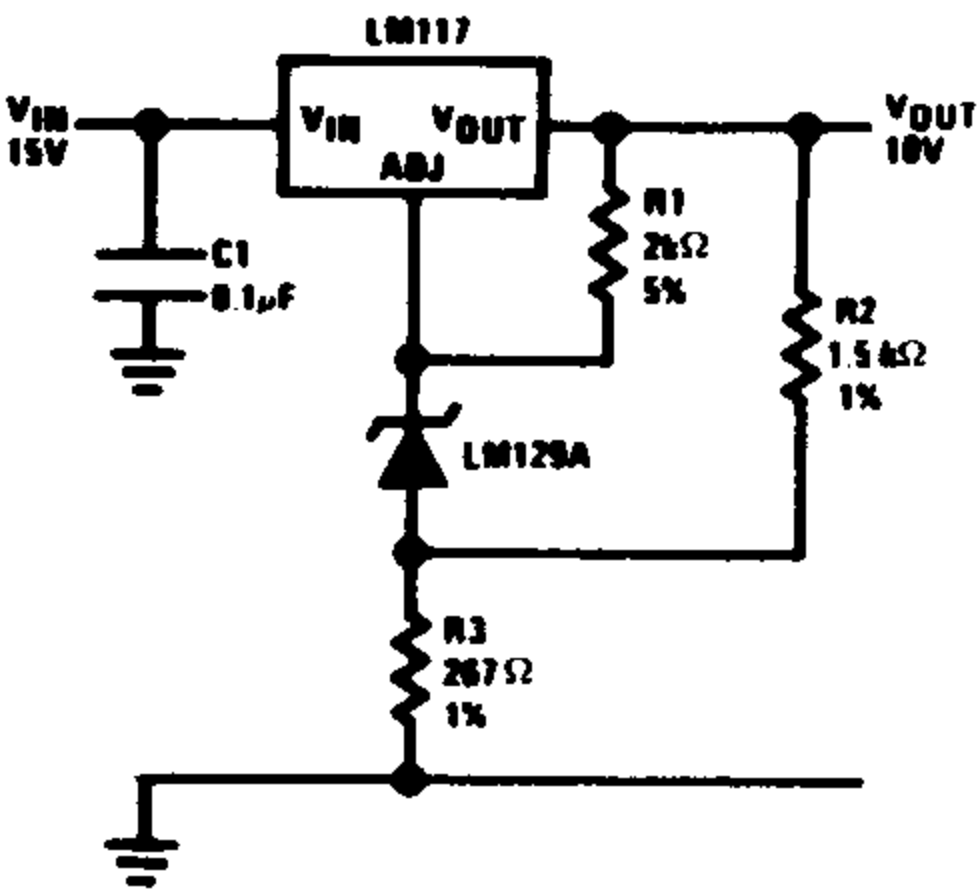 LM117
VIN
15V
VIN
VOUT
ADJ
VOUT
10V
C1
0.1µF
R1
2kΩ
5%
R2
1.5kΩ
1%
LM129A
R3
267Ω
1%